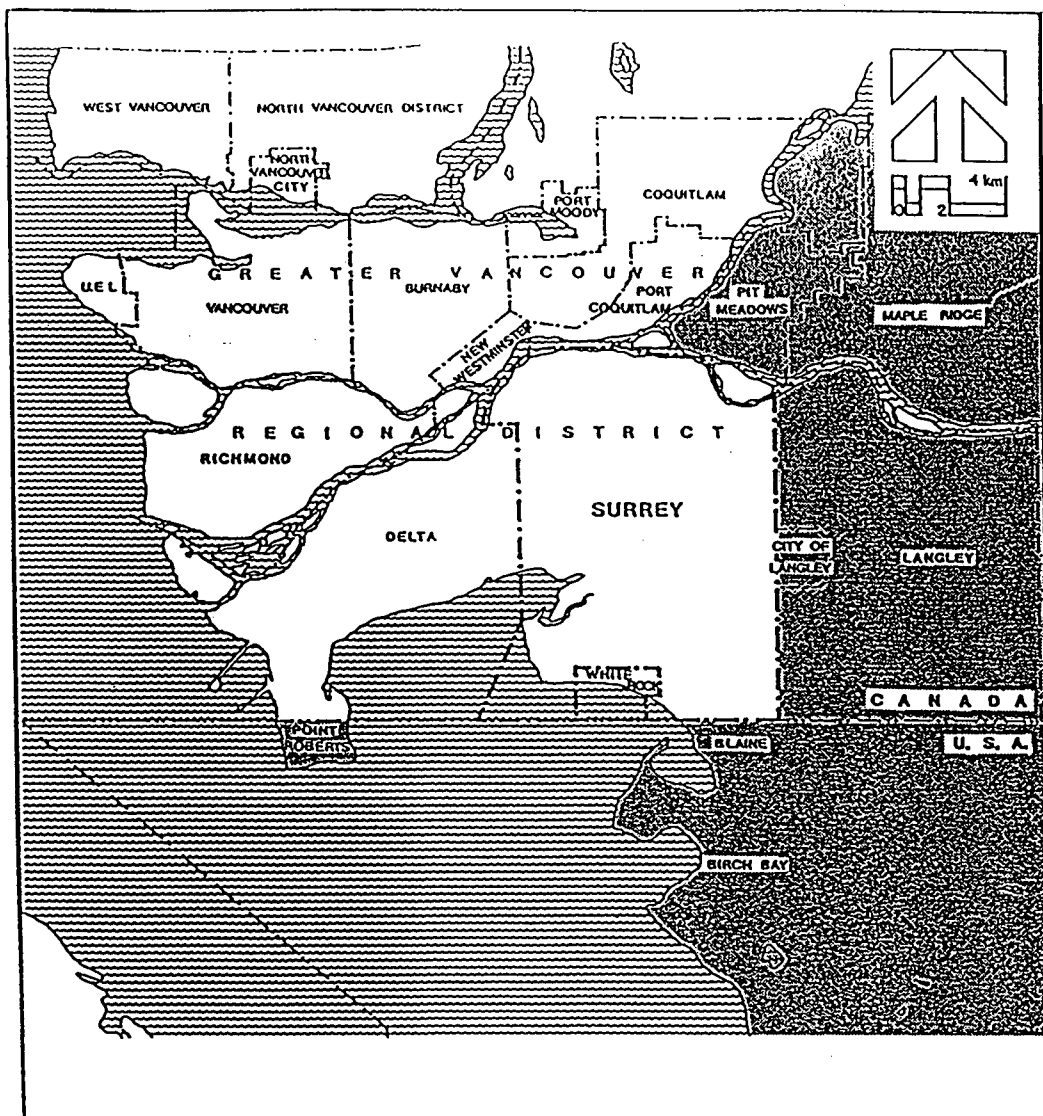 WEST VANCOUVER
NORTH VANCOUVER DISTRICT
NORTH
VANCOUVER
CITY
PORT
MOODY
COQUITLAM
4 km
0 2
U.E.L
GREATER VANCOUVER
VANCOUVER
BURNABY
PORT
COQUITLAM
PIT
MEADOWS
MAPLE RIDGE
NEW
WESTMINSTER
REGIONAL DISTRICT
RICHMOND
SURREY
DELTA
CITY OF
LANGLEY
LANGLEY
WHITE
ROCK
CANADA
U.S.A.
POINT
ROBERTS
BLAINE
BIRCH BAY